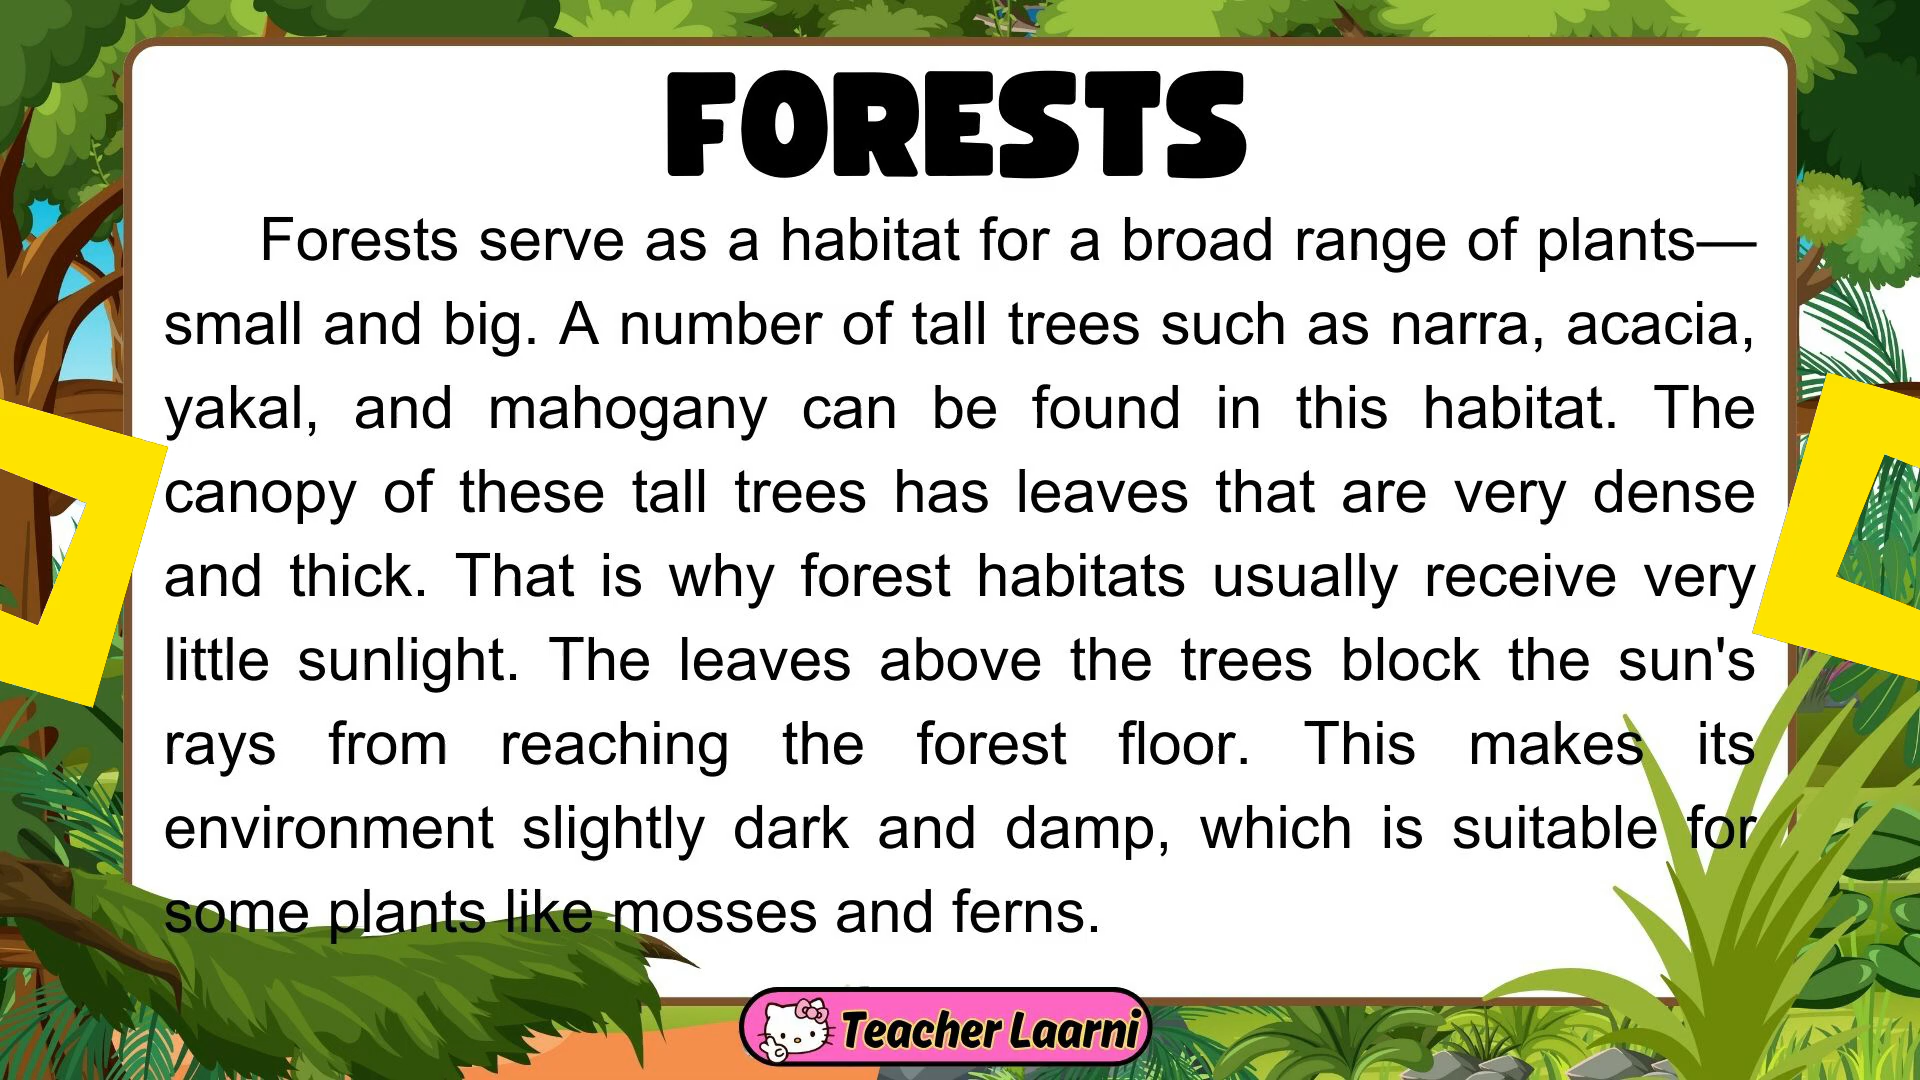 FORESTS
Forests serve as a habitat for a broad range of plants—
small and big. A number of tall trees such as narra, acacia,
yakal, and mahogany can be found in this habitat. The
canopy of these tall trees has leaves that are very dense
and thick. That is why forest habitats usually receive very
little sunlight. The leaves above the trees block the sun's
rays from reaching the forest floor. This makes its
environment slightly dark and damp, which is suitable for
some plants like mosses and ferns.
Teacher Laarni